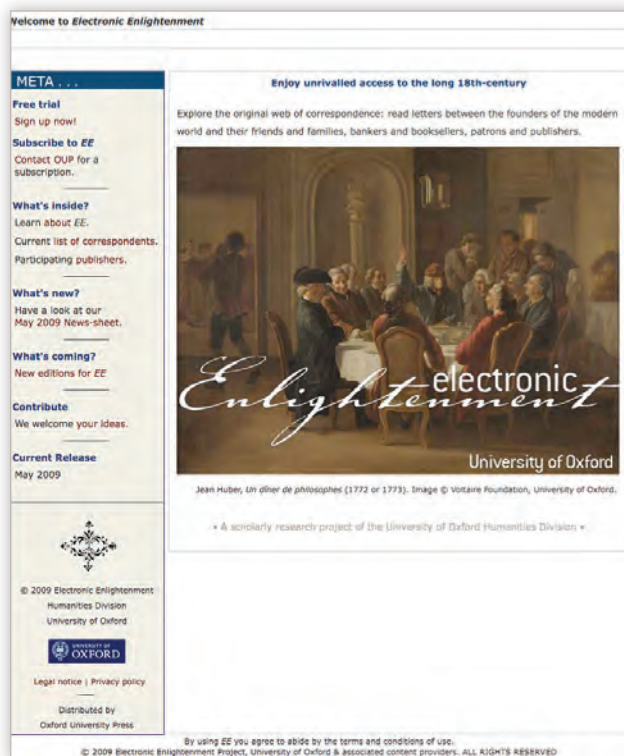 Welcome to Electronic Enlightenment
META . . .
Free trial
Sign up now!
Subscribe to EE
Contact OUP for a
subscription.
What's inside?
Learn about EE.
Current list of correspondents.
Participating publishers.
What's new?
Have a look at our
May 2009 News-sheet.
What's coming?
New editions for EE
Contribute
We welcome your ideas.
Current Release
May 2009
© 2009 Electronic Enlightenment
Humanities Division
University of Oxford
UNIVERSITY OF
OXFORD
Legal notice | Privacy policy
Distributed by
Oxford University Press
Enjoy unrivalled access to the long 18th-century
Explore the original web of correspondence: read letters between the founders of the modern
world and their friends and families, bankers and booksellers, patrons and publishers.
electronic
Enlightenment
University of Oxford
Jean Huber, Un dîner de philosophes (1772 or 1773). Image © Voltaire Foundation, University of Oxford.
• A scholarly research project of the University of Oxford Humanities Division •
By using EE you agree to abide by the terms and conditions of use.
© 2009 Electronic Enlightenment Project, University of Oxford & associated content providers. ALL RIGHTS RESERVED